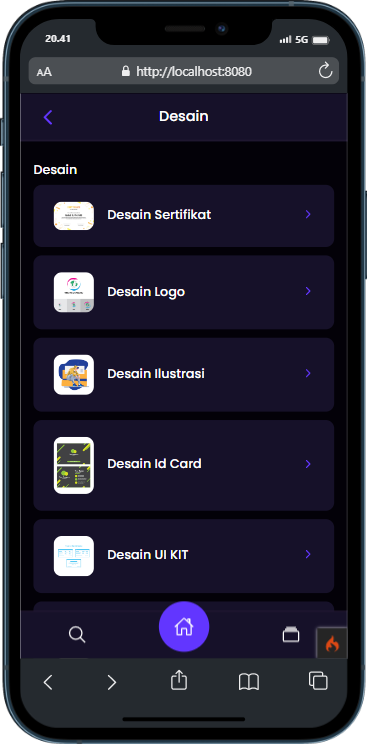 20.41
5G
AA
http://localhost:8080
Desain
Desain
Desain Sertifikat
Desain Logo
Desain Ilustrasi
Desain Id Card
Desain UI KIT